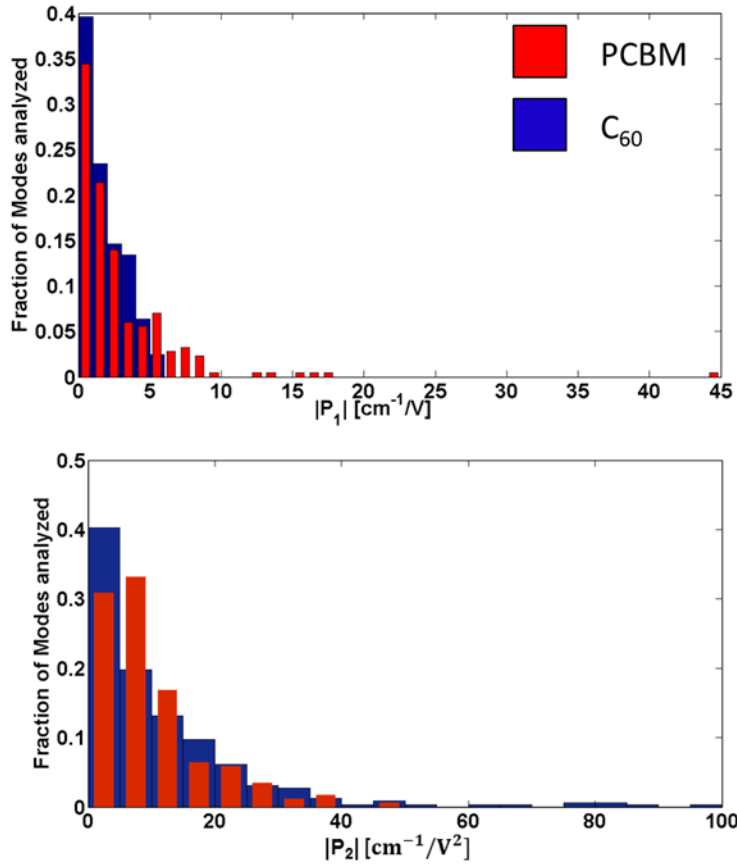 0.4
0.35
0.3
0.25
0.2
0.15
0.1
0.05
0
Fraction of Modes analyzed
PCBM
C₆₀
0 5 10 15 20 25 30 35 40 45
|P₁| [cm⁻¹/V]
0.5
0.4
0.3
0.2
0.1
0
Fraction of Modes analyzed
0 20 40 60 80 100
|P₂| [cm⁻¹/V²]